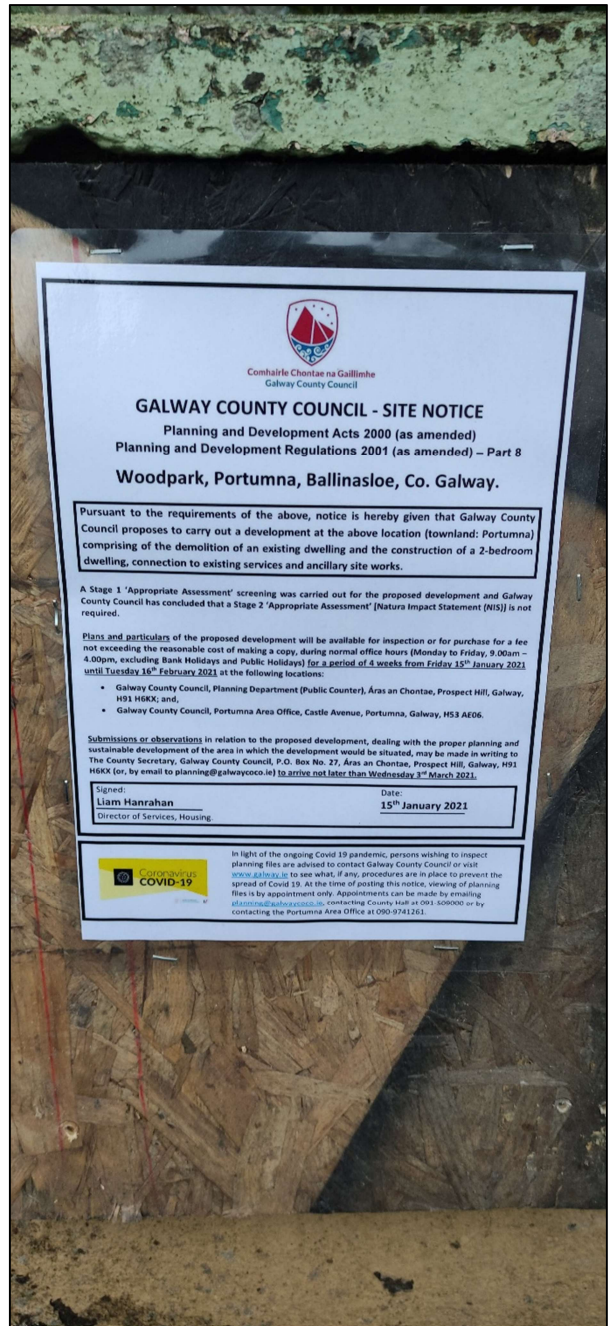 Comhairle Chontae na Gaillimhe
Galway County Council
GALWAY COUNTY COUNCIL - SITE NOTICE
Planning and Development Acts 2000 (as amended)
Planning and Development Regulations 2001 (as amended) – Part 8
Woodpark, Portumna, Ballinasloe, Co. Galway.
Pursuant to the requirements of the above, notice is hereby given that Galway County
Council proposes to carry out a development at the above location (townland: Portumna)
comprising of the demolition of an existing dwelling and the construction of a 2-bedroom
dwelling, connection to existing services and ancillary site works.
A Stage 1 'Appropriate Assessment' screening was carried out for the proposed development and Galway
County Council has concluded that a Stage 2 'Appropriate Assessment' [Natura Impact Statement (NIS)] is not
required.
Plans and particulars of the proposed development will be available for inspection or for purchase for a fee
not exceeding the reasonable cost of making a copy, during normal office hours (Monday to Friday, 9.00am –
4.00pm, excluding Bank Holidays and Public Holidays) for a period of 4 weeks from Friday 15th January 2021
until Tuesday 16th February 2021 at the following locations:
• Galway County Council, Planning Department (Public Counter), Áras an Chontae, Prospect Hill, Galway,
H91 H6KX; and,
• Galway County Council, Portumna Area Office, Castle Avenue, Portumna, Galway, H53 AE06.
Submissions or observations in relation to the proposed development, dealing with the proper planning and
sustainable development of the area in which the development would be situated, may be made in writing to
The County Secretary, Galway County Council, P.O. Box No. 27, Áras an Chontae, Prospect Hill, Galway, H91
H6KX (or, by email to planning@galwaycoco.ie) to arrive not later than Wednesday 3rd March 2021.
Signed:
Liam Hanrahan
Director of Services, Housing.
Date:
15th January 2021
Coronavirus
COVID-19
In light of the ongoing Covid 19 pandemic, persons wishing to inspect
planning files are advised to contact Galway County Council or visit
www.galway.ie to see what, if any, procedures are in place to prevent the
spread of Covid 19. At the time of posting this notice, viewing of planning
files is by appointment only. Appointments can be made by emailing
planning@galwaycoco.ie, contacting County Hall at 091-509000 or by
contacting the Portumna Area Office at 090-9741261.